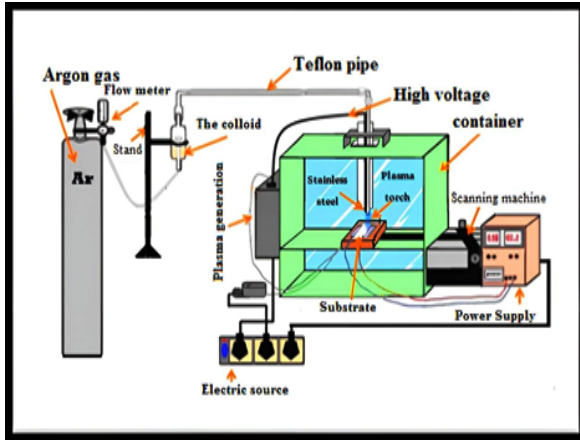 Teflon pipe
Argon gas
Flow meter
High voltage
container
Stand
The colloid
Ar
Plasma generation
Stainless
steel
Plasma
torch
Scanning machine
Substrate
Power Supply
Electric source